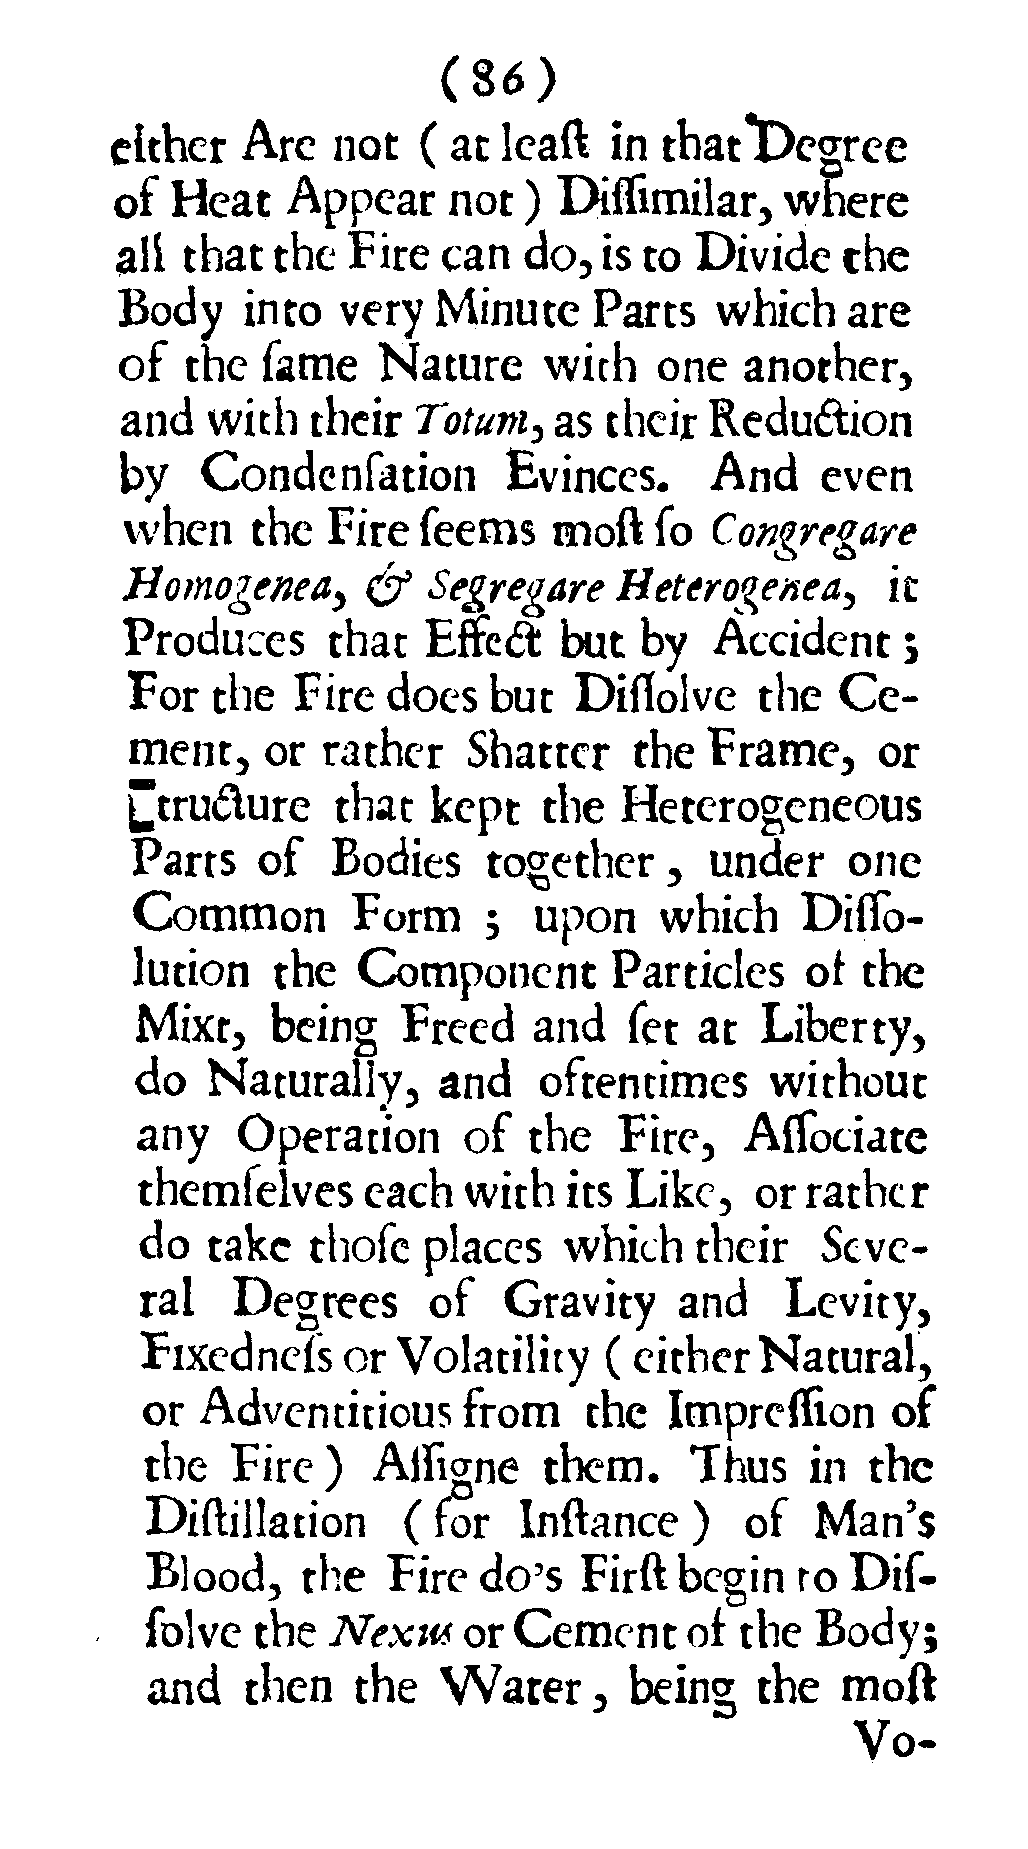 (86)
either Are not ( at leaſt in that Degree
of Heat Appear not ) Diſſimilar, where
all that the Fire can do, is to Divide the
Body into very Minute Parts which are
of the ſame Nature with one another,
and with their Totum, as their Reduction
by Condenſation Evinces. And even
when the Fire ſeems moſt ſo Congregare
Homogenea, & Segregare Heterogenea, it
Produces that Effect but by Accident ;
For the Fire does but Diſſolve the Ce-
ment, or rather Shatter the Frame, or
Structure that kept the Heterogeneous
Parts of Bodies together , under one
Common Form ; upon which Diſſo-
lution the Component Particles of the
Mixt, being Freed and ſet at Liberty,
do Naturally, and oftentimes without
any Operation of the Fire, Aſſociate
themſelves each with its Like, or rather
do take thoſe places which their Seve-
ral Degrees of Gravity and Levity,
Fixedneſs or Volatility ( either Natural,
or Adventitious from the Impreſſion of
the Fire ) Aſſigne them. Thus in the
Diſtillation ( for Inſtance ) of Man's
Blood, the Fire do's Firſt begin to Diſ-
ſolve the Nexus or Cement of the Body;
and then the Water , being the moſt
Vo-